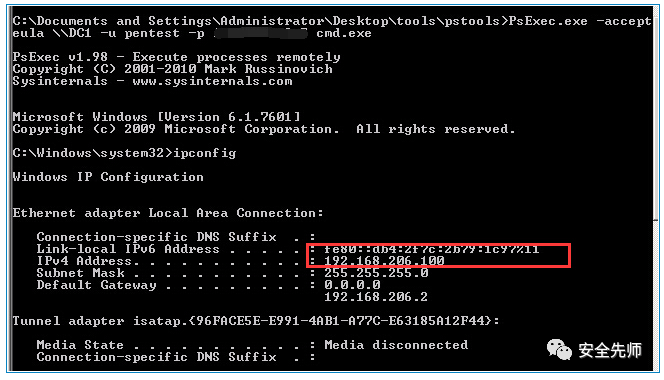 C:\Documents and Settings\Administrator\Desktop\tools\pstools>PsExec.exe -accept
eula \\DC1 -u pentest -p cmd.exe
PsExec v1.98 - Execute processes remotely
Copyright (C) 2001-2010 Mark Russinovich
Sysinternals - www.sysinternals.com
Microsoft Windows [Version 6.1.7601]
Copyright (c) 2009 Microsoft Corporation.  All rights reserved.
C:\Windows\system32>ipconfig
Windows IP Configuration
Ethernet adapter Local Area Connection:
Connection-specific DNS Suffix  . :
Link-local IPv6 Address . . . . . : fe80::db4:2f7c:2b79:1c97%11
IPv4 Address. . . . . . . . . . . : 192.168.206.100
Subnet Mask . . . . . . . . . . . : 255.255.255.0
Default Gateway . . . . . . . . . : 0.0.0.0
192.168.206.2
Tunnel adapter isatap.{96FACE5E-E991-4AB1-A77C-E63185A12F44}:
Media State . . . . . . . . . . . : Media disconnected
Connection-specific DNS Suffix  . :
安全先师